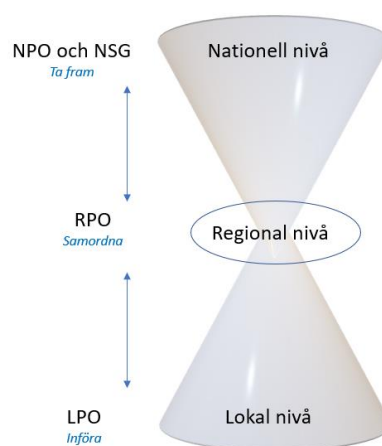 NPO och NSG
Ta fram
Nationell nivå
RPO
Samordna
Regional nivå
LPO
Införa
Lokal nivå